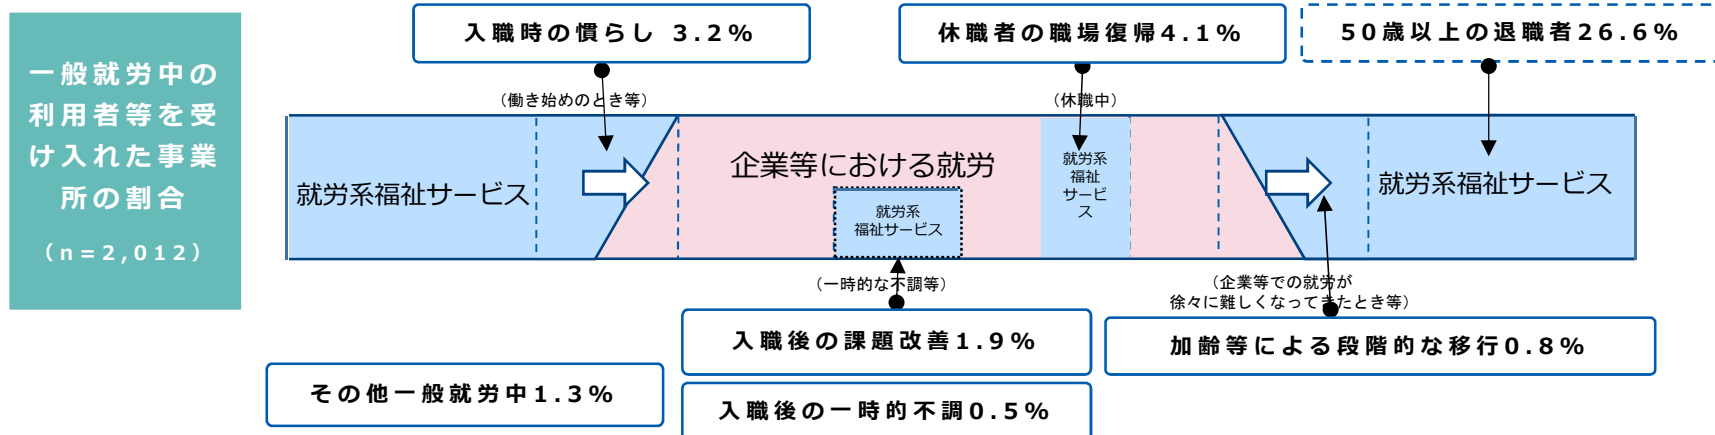 一般就労中の
利用者等を受
け入れた事業
所の割合
（n=2,012）
入職時の慣らし 3.2%
休職者の職場復帰4.1%
50歳以上の退職者26.6%
（働き始めのとき等）
（休職中）
就労系福祉サービス
企業等における就労
就労系
福祉サービス
就労系
福祉
サービ
ス
就労系福祉サービス
（一時的な不調等）
（企業等での就労が
徐々に難しくなってきたとき等）
入職後の課題改善1.9%
加齢等による段階的な移行0.8%
その他一般就労中1.3%
入職後の一時的不調0.5%